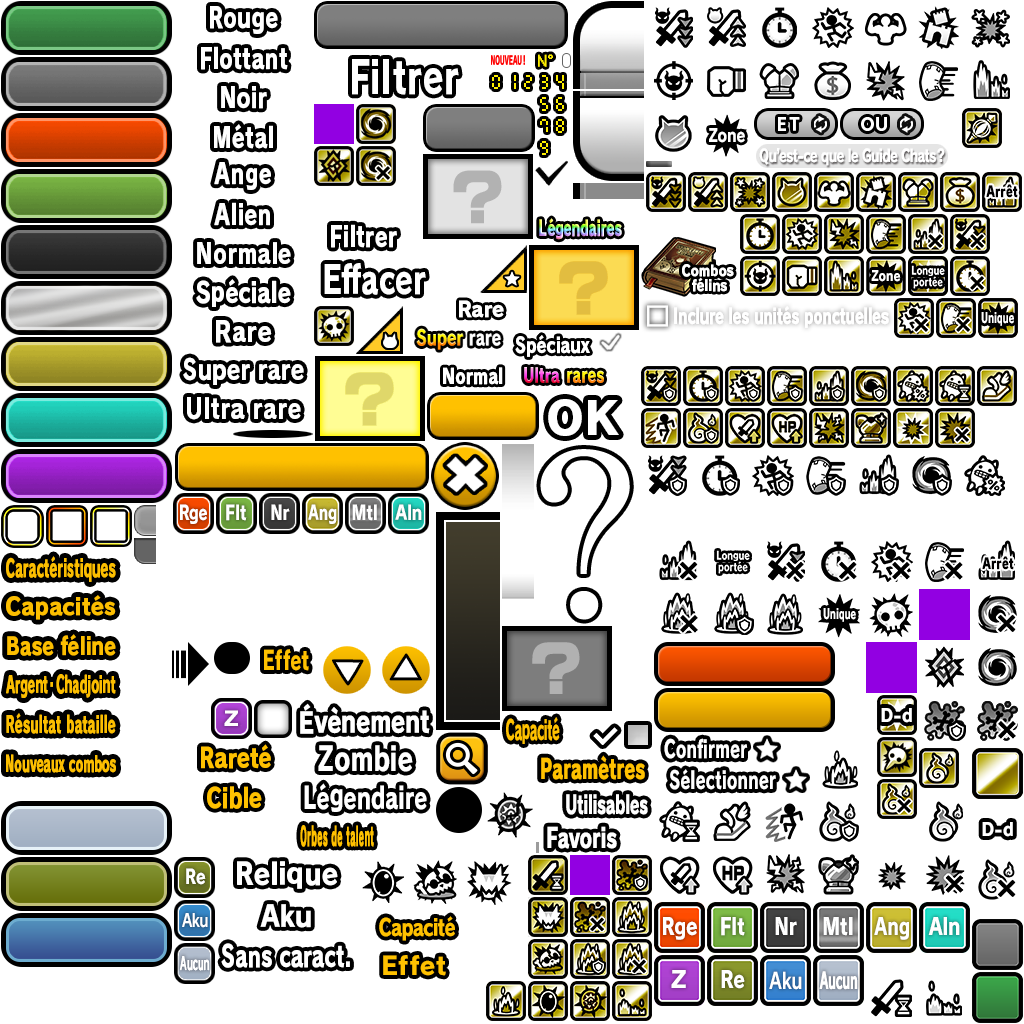 Rouge
Flottant
Noir
Métal
Ange
Alien
Normale
Spéciale
Rare
Super rare
Ultra rare
Filtrer
NOUVEAU!
N° 0
0 1 2 3 4
5 6
7 8
9
ET
OU
Zone
Qu'est-ce que le Guide Chats?
Arrêt
Légendaires
Filtrer
Effacer
Combos félins
Zone
Longue portée
Rare
Super rare
Spéciaux
Inclure les unités ponctuelles
Unique
Normal
Ultra rares
OK
HP
Rge
Flt
Nr
Ang
Mtl
Aln
Caractéristiques
Capacités
Base féline
Argent·Chadjoint
Résultat bataille
Nouveaux combos
Longue portée
Arrêt
Unique
Effet
Z
Évènement
Rareté
Zombie
Cible
Légendaire
Orbes de talent
Capacité
Paramètres
Utilisables
Favoris
D-d
Confirmer
Sélectionner
D-d
HP
Re
Relique
Aku
Aku
Aucun
Sans caract.
Capacité
Effet
Rge
Flt
Nr
Mtl
Ang
Aln
Z
Re
Aku
Aucun